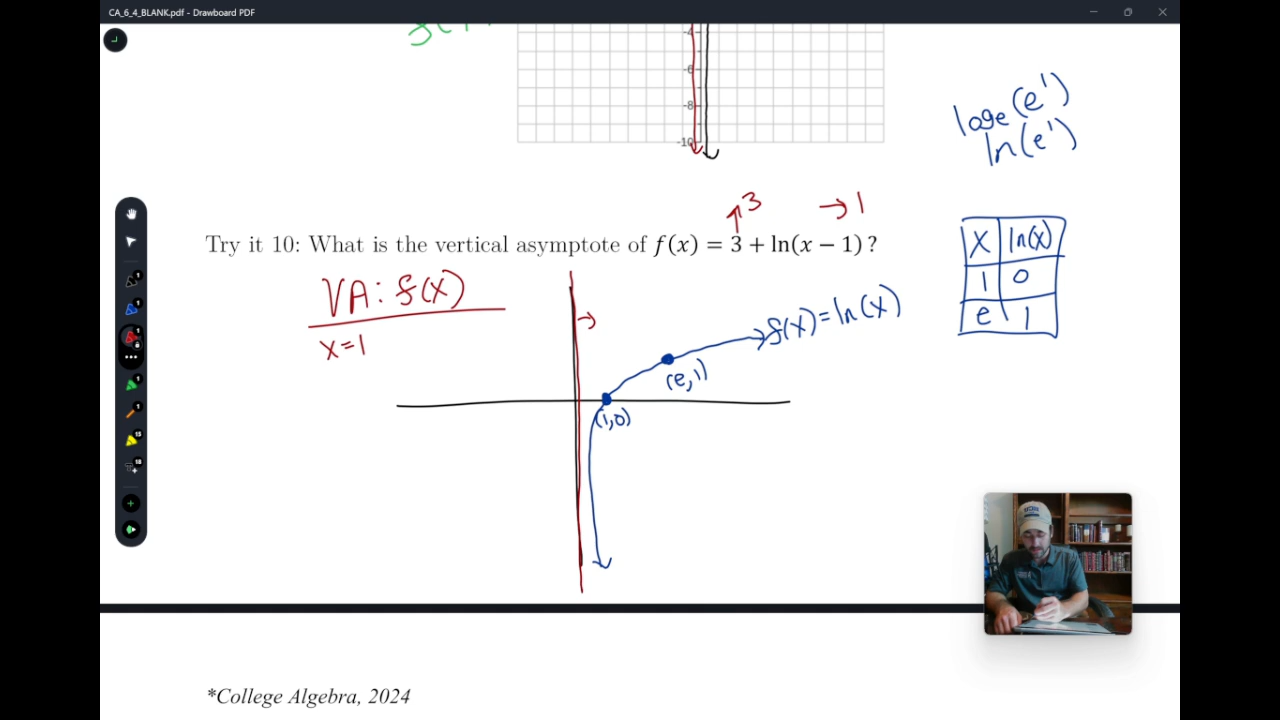 CA_6_4_BLANK.pdf - Drawboard PDF
f(
-4
-6
-8
-10
loge(e¹)
ln(e¹)
↑3 →1
Try it 10: What is the vertical asymptote of f(x) = 3 + ln(x − 1) ?
x ln(x)
1 0
e 1
VA: f(x)
x=1
f(x)=ln(x)
(e,1)
(1,0)
*College Algebra, 2024